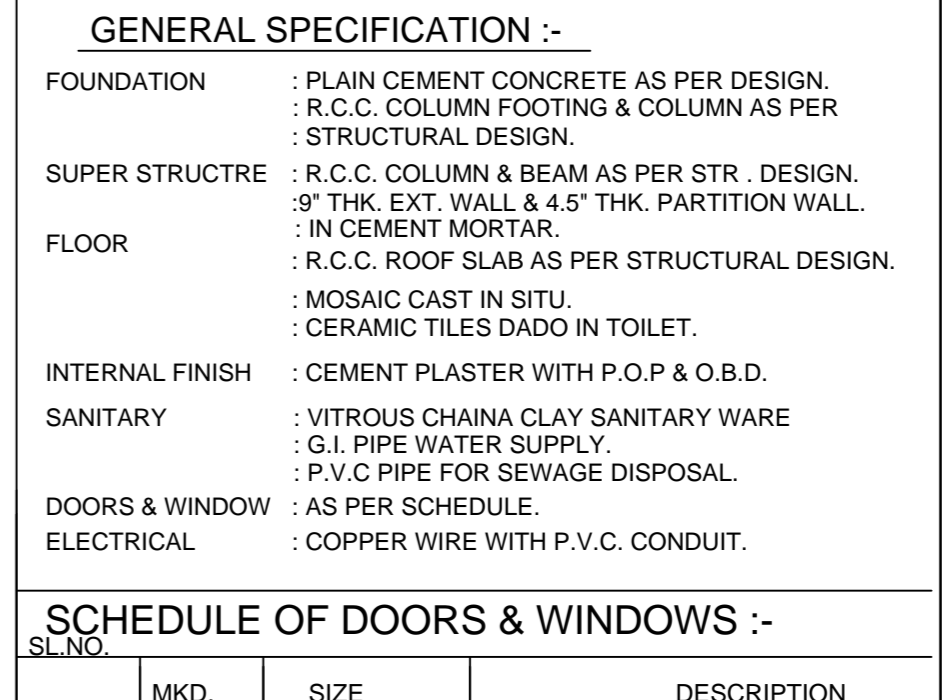 GENERAL SPECIFICATION :-
FOUNDATION : PLAIN CEMENT CONCRETE AS PER DESIGN.
: R.C.C. COLUMN FOOTING & COLUMN AS PER
: STRUCTURAL DESIGN.
SUPER STRUCTRE : R.C.C. COLUMN & BEAM AS PER STR . DESIGN.
:9" THK. EXT. WALL & 4.5" THK. PARTITION WALL.
: IN CEMENT MORTAR.
FLOOR
: R.C.C. ROOF SLAB AS PER STRUCTURAL DESIGN.
: MOSAIC CAST IN SITU.
: CERAMIC TILES DADO IN TOILET.
INTERNAL FINISH : CEMENT PLASTER WITH P.O.P & O.B.D.
SANITARY : VITROUS CHAINA CLAY SANITARY WARE
: G.I. PIPE WATER SUPPLY.
: P.V.C PIPE FOR SEWAGE DISPOSAL.
DOORS & WINDOW : AS PER SCHEDULE.
ELECTRICAL : COPPER WIRE WITH P.V.C. CONDUIT.
SCHEDULE OF DOORS & WINDOWS :-
SL.NO.
MKD. SIZE DESCRIPTION